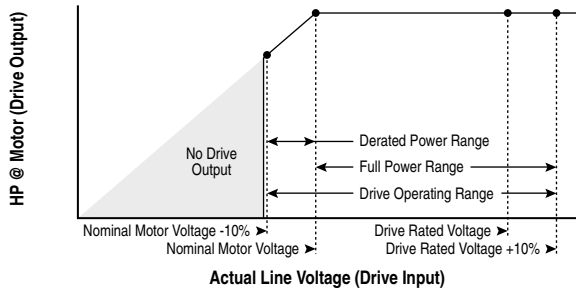 HP @ Motor (Drive Output)
No Drive
Output
Derated Power Range
Full Power Range
Drive Operating Range
Nominal Motor Voltage -10%
Drive Rated Voltage
Nominal Motor Voltage
Drive Rated Voltage +10%
Actual Line Voltage (Drive Input)